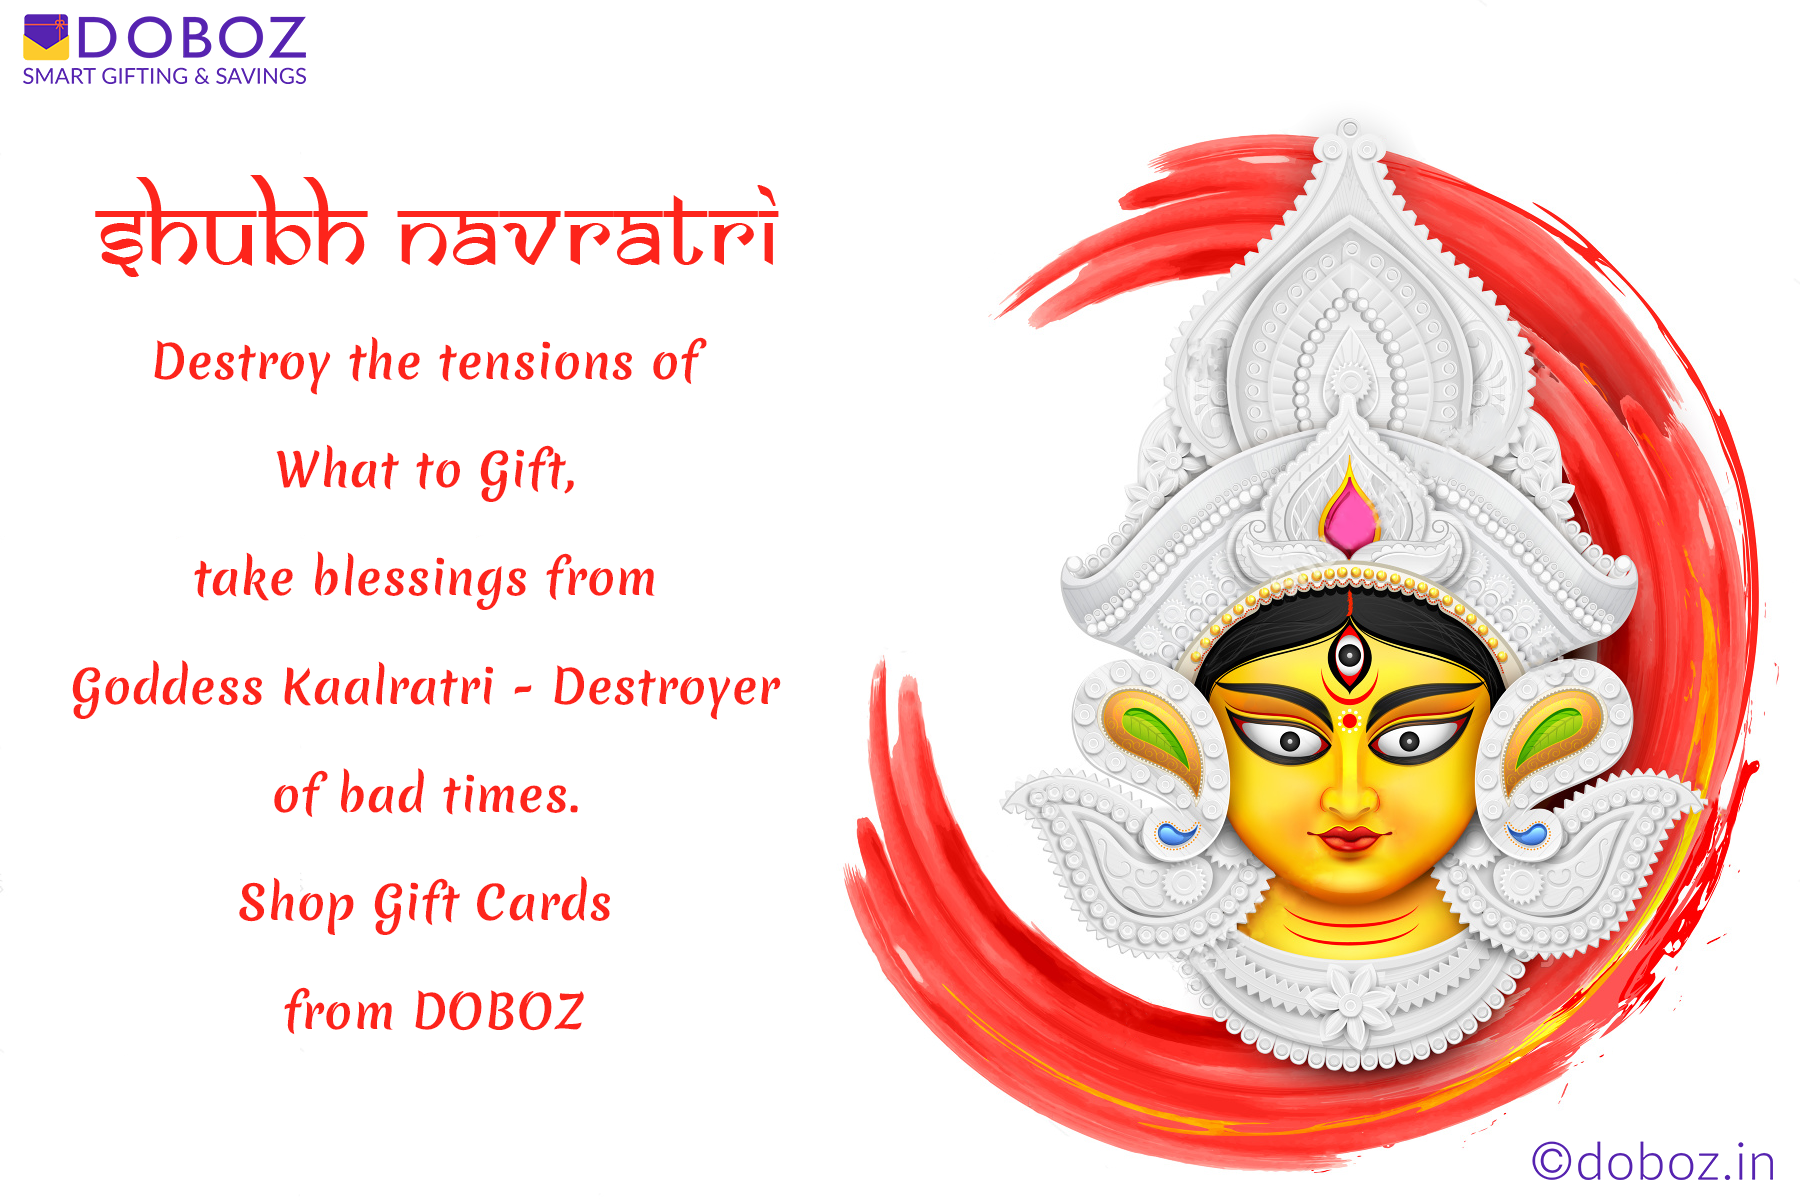 DOBOZ
SMART GIFTING & SAVINGS
Shubh Navratri
Destroy the tensions of
What to Gift,
take blessings from
Goddess Kaalratri - Destroyer
of bad times.
Shop Gift Cards
from DOBOZ
©doboz.in